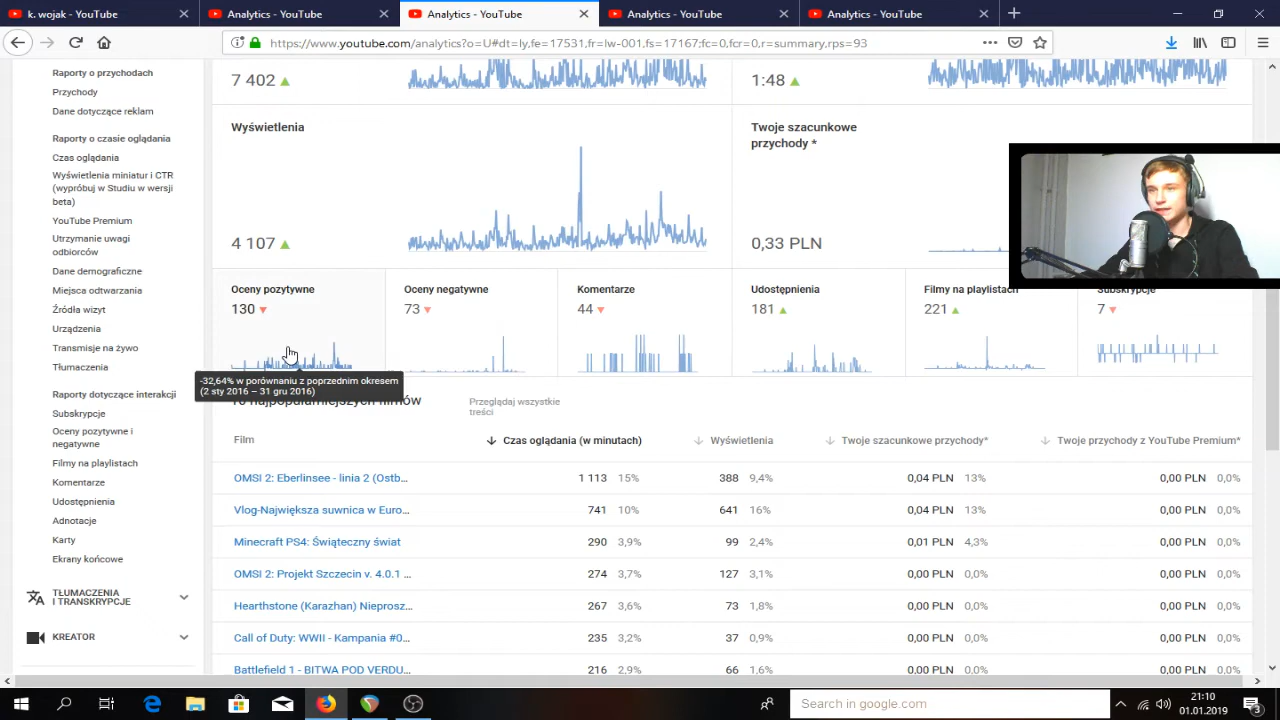 k. wojak - YouTube
Analytics - YouTube
Analytics - YouTube
Analytics - YouTube
Analytics - YouTube
https://www.youtube.com/analytics?o=U#dt=ly,fe=17531,fr=lw-001,fs=17167;fc=0,fcr=0,r=summary,rps=93
Raporty o przychodach
Przychody
Dane dotyczące reklam
Raporty o czasie oglądania
Czas oglądania
Wyświetlenia miniatur i CTR
(wypróbuj w Studiu w wersji
beta)
YouTube Premium
Utrzymanie uwagi
odbiorców
Dane demograficzne
Miejsca odtwarzania
Źródła wizyt
Urządzenia
Transmisje na żywo
Tłumaczenia
Raporty dotyczące interakcji
Subskrypcje
Oceny pozytywne i
negatywne
Filmy na playlistach
Komentarze
Udostępnienia
Adnotacje
Karty
Ekrany końcowe
TŁUMACZENIA
I TRANSKRYPCJE
KREATOR
7 402
1:48
Wyświetlenia
4 107
Twoje szacunkowe
przychody *
0,33 PLN
Oceny pozytywne
130
Oceny negatywne
73
Komentarze
44
Udostępnienia
181
Filmy na playlistach
221
Subskrypcje
7
-32,64% w porównaniu z poprzednim okresem
(2 sty 2016 – 31 gru 2016)
10 najpopularniejszych filmów
Przeglądaj wszystkie
treści
Film Czas oglądania (w minutach) Wyświetlenia Twoje szacunkowe przychody* Twoje przychody z YouTube Premium*
OMSI 2: Eberlinsee - linia 2 (Ostb... 1 113 15% 388 9,4% 0,04 PLN 13% 0,00 PLN 0,0%
Vlog-Największa suwnica w Euro... 741 10% 641 16% 0,04 PLN 13% 0,00 PLN 0,0%
Minecraft PS4: Świąteczny świat 290 3,9% 99 2,4% 0,01 PLN 4,3% 0,00 PLN 0,0%
OMSI 2: Projekt Szczecin v. 4.0.1 ... 274 3,7% 127 3,1% 0,00 PLN 0,0% 0,00 PLN 0,0%
Hearthstone (Karazhan) Nieprosz... 267 3,6% 73 1,8% 0,00 PLN 0,0% 0,00 PLN 0,0%
Call of Duty: WWII - Kampania #0... 235 3,2% 37 0,9% 0,00 PLN 0,0% 0,00 PLN 0,0%
Battlefield 1 - BITWA POD VERDU... 216 2,9% 66 1,6% 0,00 PLN 0,0% 0,00 PLN 0,0%
Search in google.com
21:10
01.01.2019
3